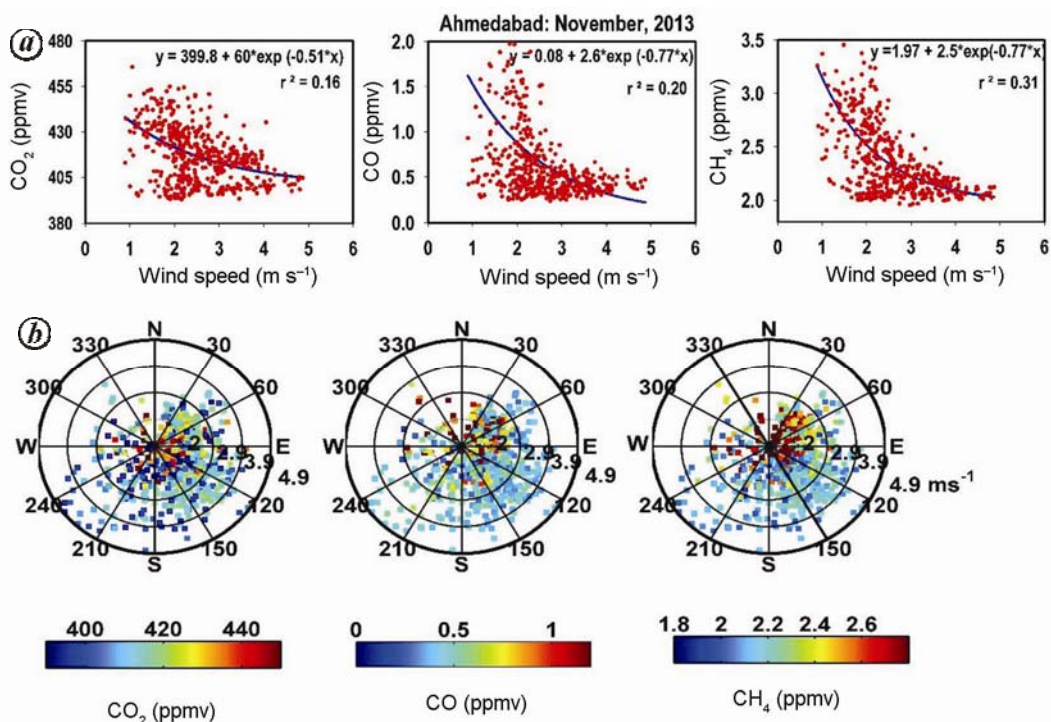 Ahmedabad: November, 2013
a
480
455
430
405
380
CO₂ (ppmv)
y = 399.8 + 60*exp (-0.51*x)
r ² = 0.16
0 1 2 3 4 5 6
Wind speed (m s⁻¹)
2.0
1.5
1.0
0.5
0.0
CO (ppmv)
y = 0.08 + 2.6*exp (-0.77*x)
r ² = 0.20
0 1 2 3 4 5 6
Wind speed (m s⁻¹)
3.5
3.0
2.5
2.0
CH₄ (ppmv)
y =1.97 + 2.5*exp(-0.77*x)
r ² = 0.31
0 1 2 3 4 5 6
Wind speed (m s⁻¹)
b
N
330 30
300 60
W 2 2.9 3.9 E
4.9
240 120
210 150
S
N
330 30
300 60
W 2 2.9 3.9 E
4.9
240 120
210 150
S
N
330 30
300 60
W 2 2.9 3.9 E
4.9 ms⁻¹
240 120
210 150
S
400 420 440
CO₂ (ppmv)
0 0.5 1
CO (ppmv)
1.8 2 2.2 2.4 2.6
CH₄ (ppmv)